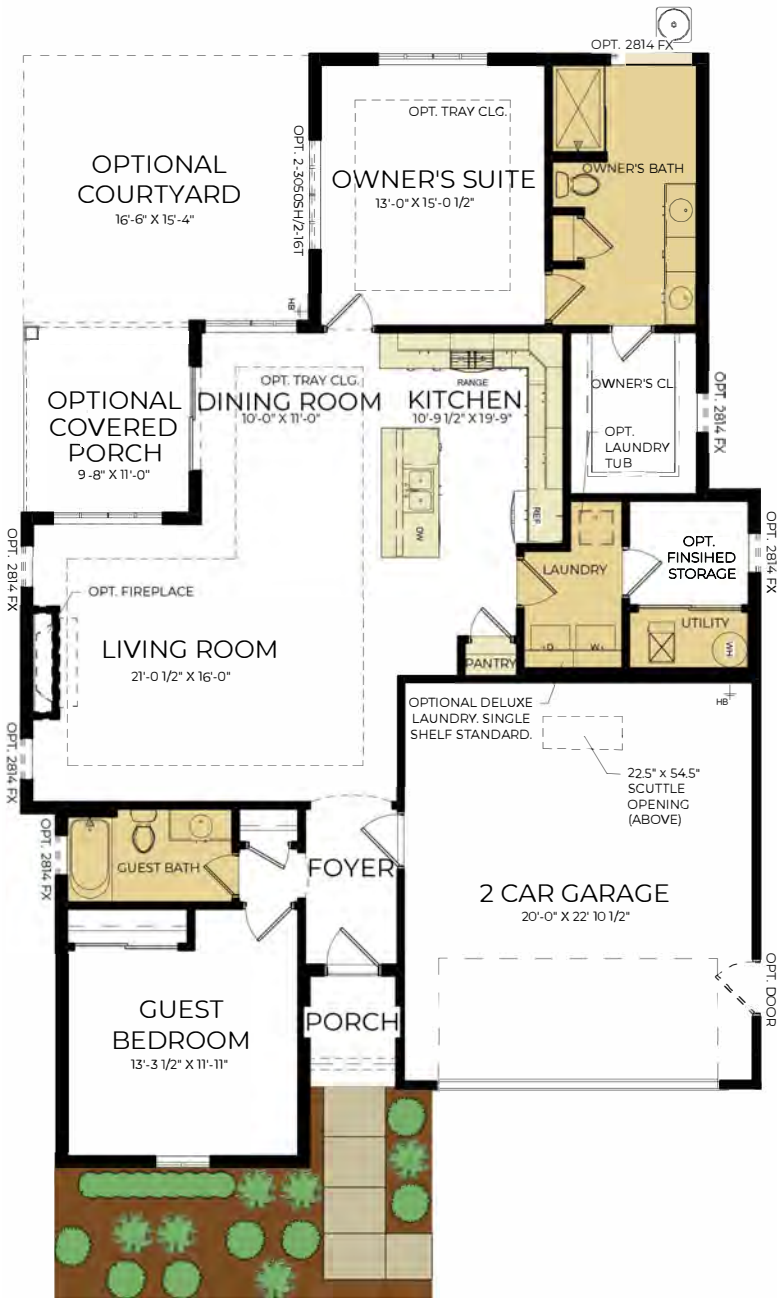 OPT. 2814 FX
OPT. TRAY CLG.
OPTIONAL
COURTYARD
16'-6" X 15'-4"
OPT. 2-3050SH/2-16T
OWNER'S SUITE
13'-0" X 15'-0 1/2"
OWNER'S BATH
HB
OPTIONAL
COVERED
PORCH
9 -8" X 11'-0"
OPT. TRAY CLG.
DINING ROOM
10'-0" X 11'-0"
RANGE
KITCHEN
10'-9 1/2" X 19'-9"
OWNER'S CL
OPT.
LAUNDRY
TUB
OPT. 2814 FX
REF.
DW
OPT. 2814 FX
OPT. FIREPLACE
LAUNDRY
OPT.
FINSIHED
STORAGE
OPT. 2814 FX
UTILITY
WH
D
W
PANTRY
LIVING ROOM
21'-0 1/2" X 16'-0"
OPT. 2814 FX
OPTIONAL DELUXE
LAUNDRY. SINGLE
SHELF STANDARD.
HB
22.5" x 54.5"
SCUTTLE
OPENING
(ABOVE)
OPT. 2814 FX
GUEST BATH
FOYER
2 CAR GARAGE
20'-0" X 22' 10 1/2"
OPT. DOOR
GUEST
BEDROOM
13'-3 1/2" X 11'-11"
PORCH